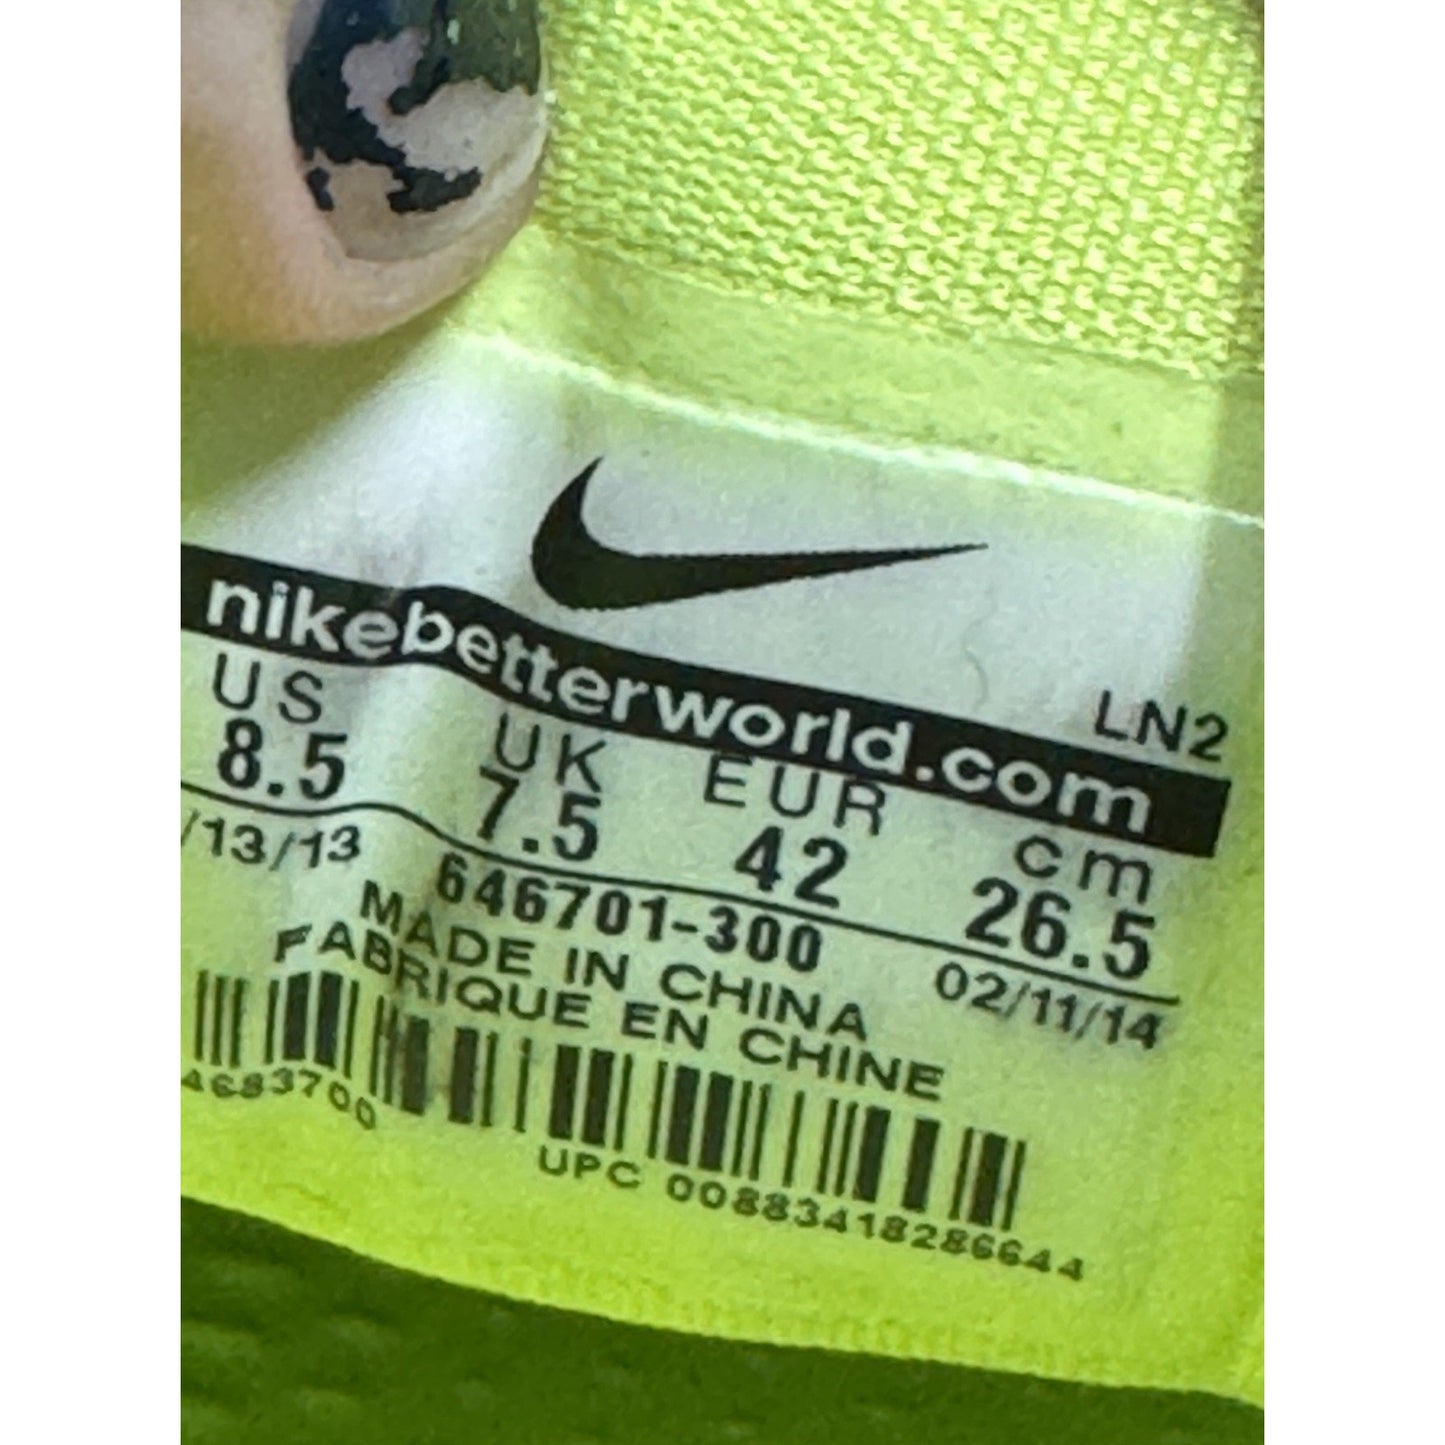 LN2
nikebetterworld.com
US UK EUR cm
8.5 7.5 42 26.5
/13/13 646701-300 02/11/14
MADE IN CHINA
FABRIQUE EN CHINE
4683700
UPC 00883418286644